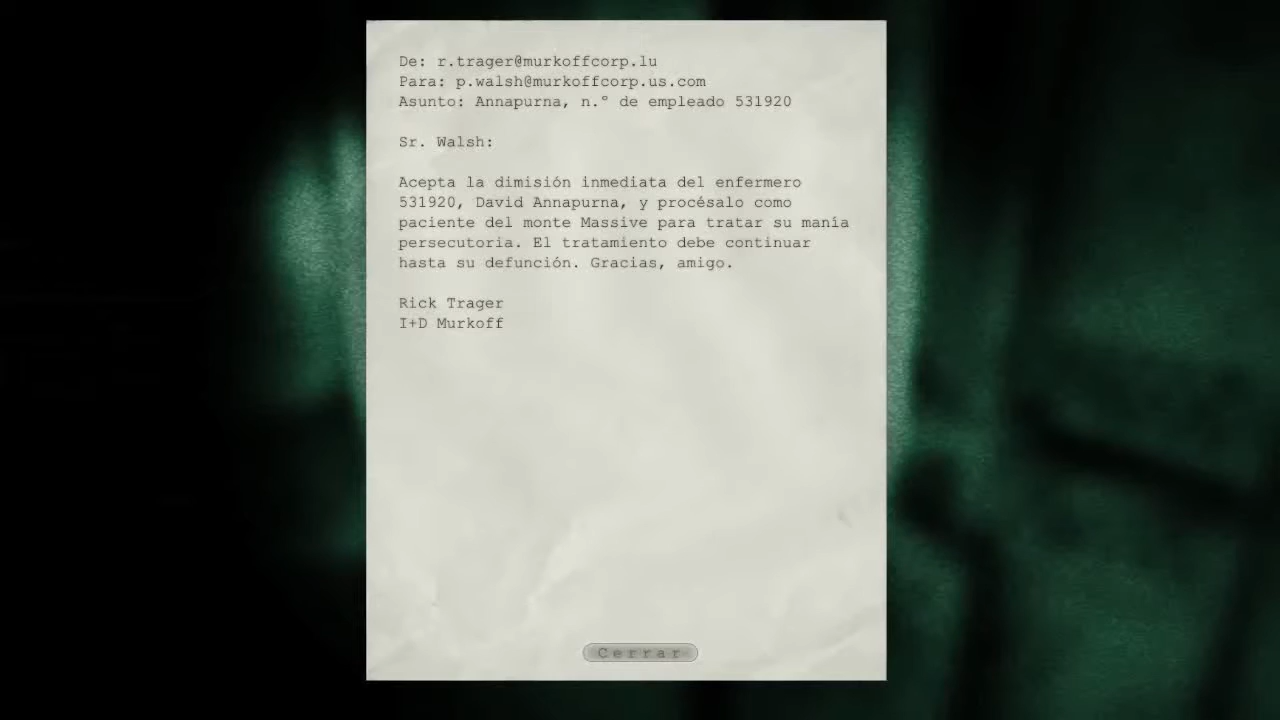 De: r.trager@murkoffcorp.lu
Para: p.walsh@murkoffcorp.us.com
Asunto: Annapurna, n.º de empleado 531920
Sr. Walsh:
Acepta la dimisión inmediata del enfermero
531920, David Annapurna, y procésalo como
paciente del monte Massive para tratar su manía
persecutoria. El tratamiento debe continuar
hasta su defunción. Gracias, amigo.
Rick Trager
I+D Murkoff
Cerrar